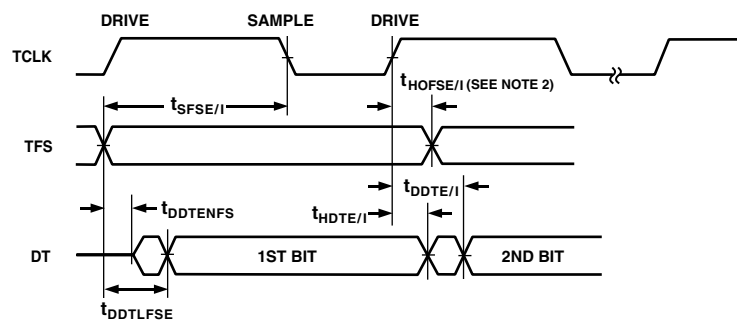 DRIVE SAMPLE DRIVE
TCLK
tHOFSE/I (SEE NOTE 2)
tSFSE/I
TFS
tDDTE/I
tDDTENFS
tHDTE/I
DT 1ST BIT 2ND BIT
tDDTLFSE